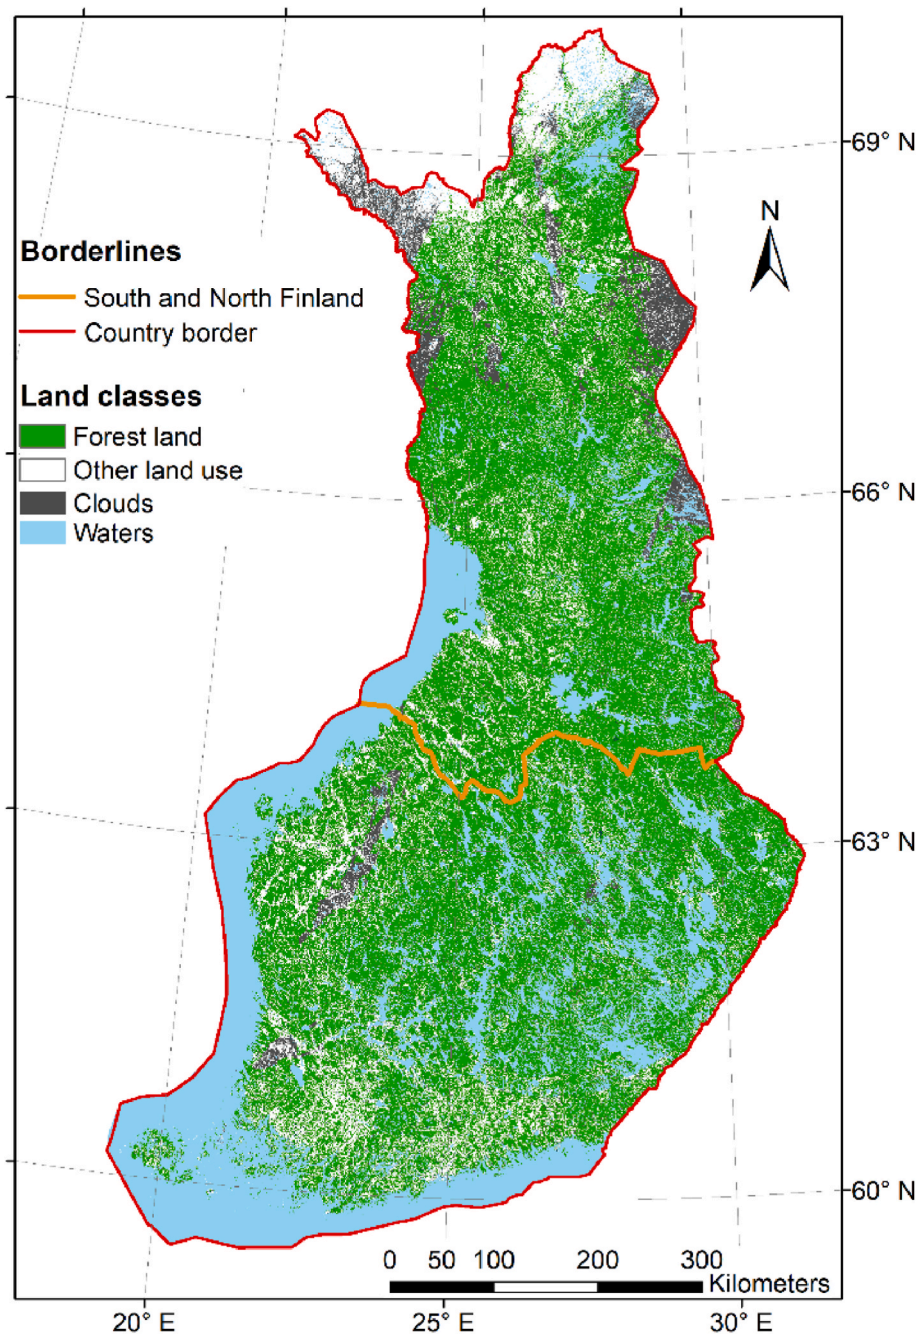 69° N
N
Borderlines
South and North Finland
Country border
Land classes
Forest land
Other land use
Clouds
Waters
66° N
63° N
60° N
0 50 100 200 300
Kilometers
20° E 25° E 30° E